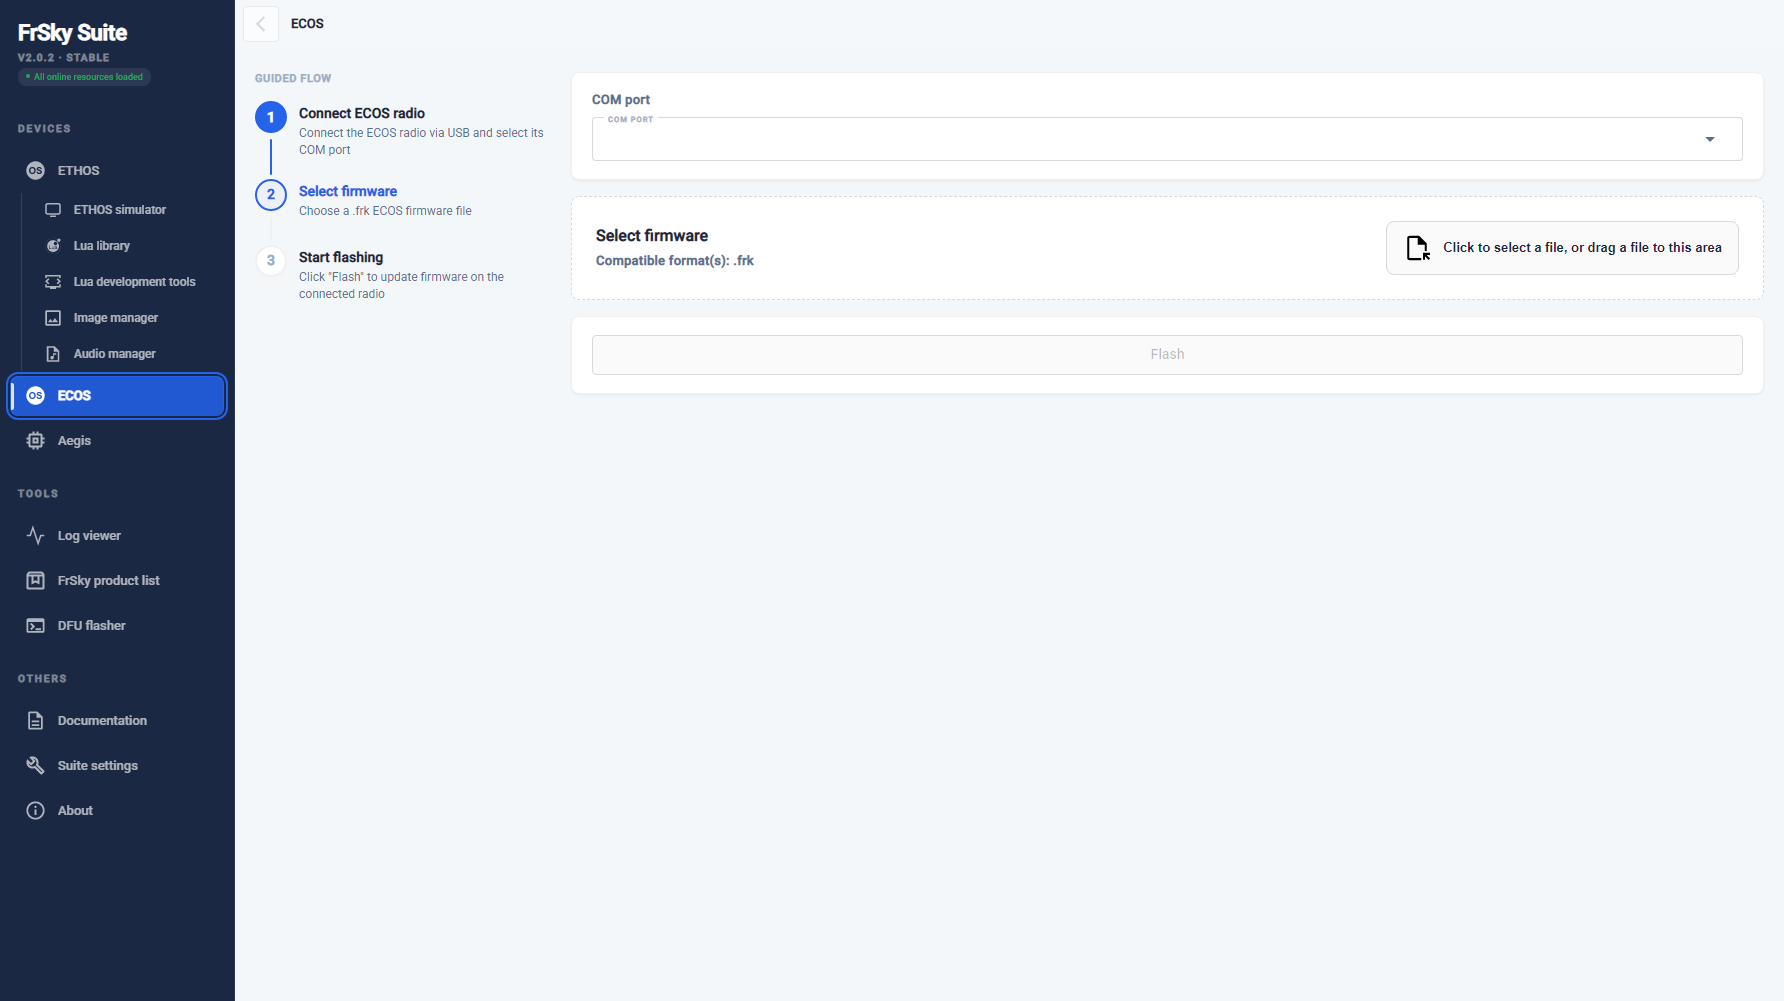 FrSky Suite
V2.0.2 · STABLE
• All online resources loaded
DEVICES
OS ETHOS
ETHOS simulator
Lua library
Lua development tools
Image manager
Audio manager
OS ECOS
Aegis
TOOLS
Log viewer
FrSky product list
DFU flasher
OTHERS
Documentation
Suite settings
About
ECOS
GUIDED FLOW
1 Connect ECOS radio
Connect the ECOS radio via USB and select its
COM port
2 Select firmware
Choose a .frk ECOS firmware file
3 Start flashing
Click "Flash" to update firmware on the
connected radio
COM port
COM PORT
Select firmware
Compatible format(s): .frk
Click to select a file, or drag a file to this area
Flash